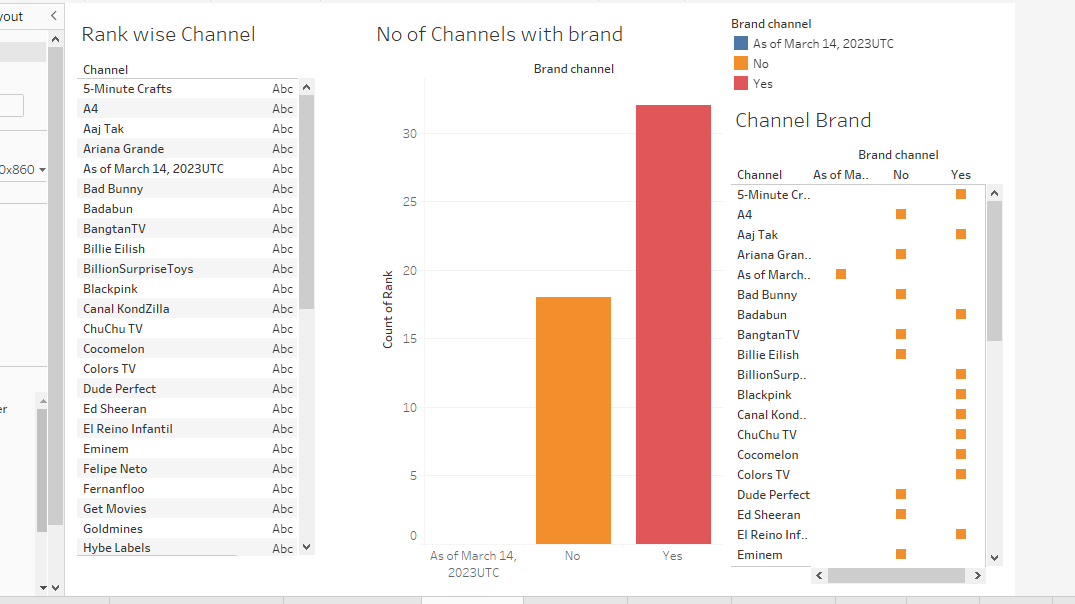 yout
0x860
er
Rank wise Channel
Channel
5-Minute Crafts Abc
A4 Abc
Aaj Tak Abc
Ariana Grande Abc
As of March 14, 2023UTC Abc
Bad Bunny Abc
Badabun Abc
BangtanTV Abc
Billie Eilish Abc
BillionSurpriseToys Abc
Blackpink Abc
Canal KondZilla Abc
ChuChu TV Abc
Cocomelon Abc
Colors TV Abc
Dude Perfect Abc
Ed Sheeran Abc
El Reino Infantil Abc
Eminem Abc
Felipe Neto Abc
Fernanfloo Abc
Get Movies Abc
Goldmines Abc
Hybe Labels Abc
No of Channels with brand
Brand channel
Count of Rank
30
25
20
15
10
5
0
As of March 14,
2023UTC
No
Yes
Brand channel
As of March 14, 2023UTC
No
Yes
Channel Brand
Brand channel
Channel As of Ma.. No Yes
5-Minute Cr..
A4
Aaj Tak
Ariana Gran..
As of March..
Bad Bunny
Badabun
BangtanTV
Billie Eilish
BillionSurp..
Blackpink
Canal Kond..
ChuChu TV
Cocomelon
Colors TV
Dude Perfect
Ed Sheeran
El Reino Inf..
Eminem